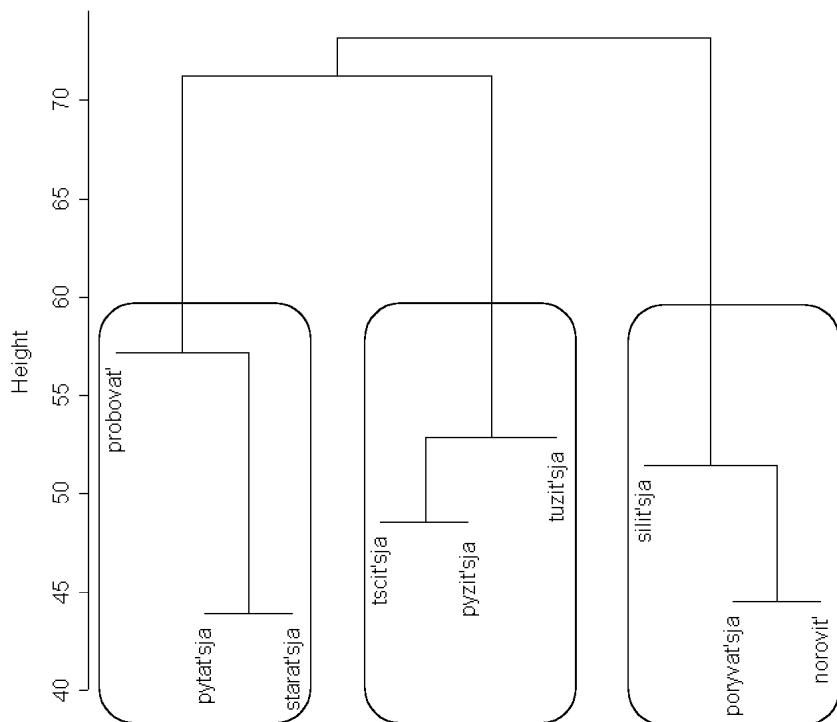 Height
40
45
50
55
60
65
70
probovat'
pytat'sja
starat'sja
tscit'sja
pyzit'sja
tuzit'sja
silit'sja
poryvat'sja
norovit'